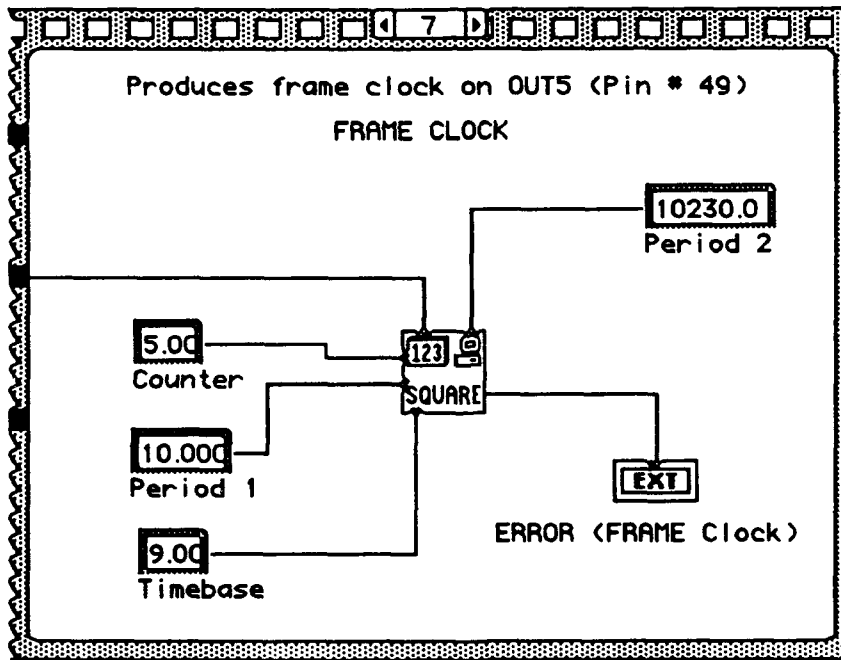 7
Produces frame clock on OUT5 (Pin # 49)
FRAME CLOCK
10230.0
Period 2
5.00
Counter
123
SQUARE
10.000
Period 1
EXT
ERROR (FRAME Clock)
9.00
Timebase